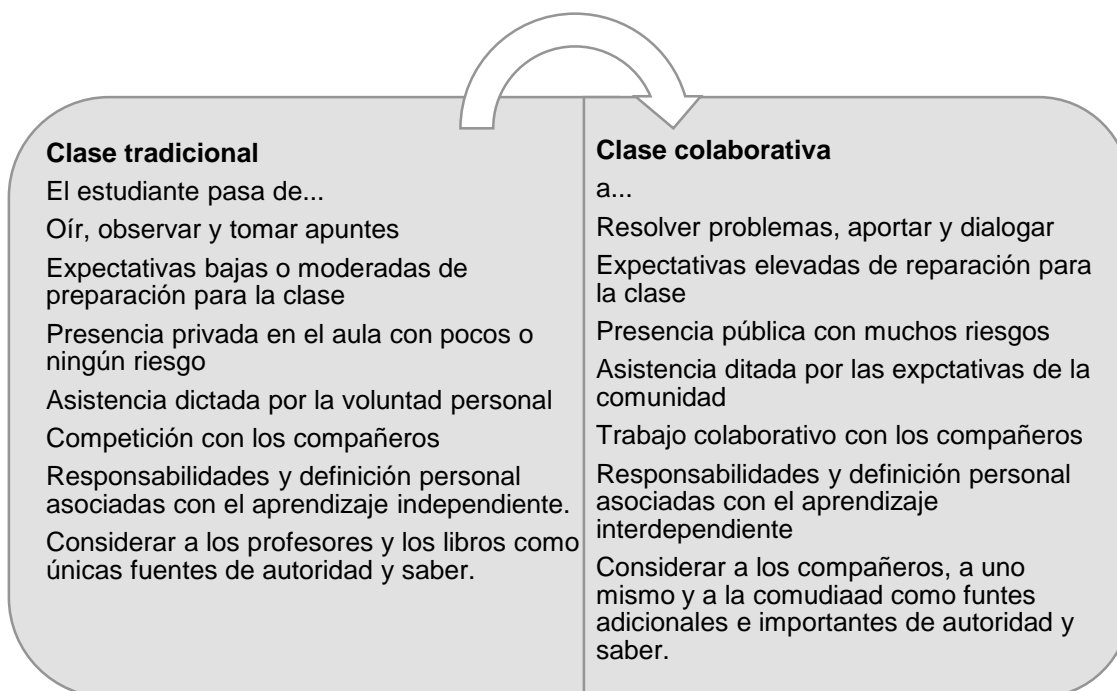 Clase tradicional
El estudiante pasa de...
Oír, observar y tomar apuntes
Expectativas bajas o moderadas de
preparación para la clase
Presencia privada en el aula con pocos o
ningún riesgo
Asistencia dictada por la voluntad personal
Competición con los compañeros
Responsabilidades y definición personal
asociadas con el aprendizaje independiente.
Considerar a los profesores y los libros como
únicas fuentes de autoridad y saber.
Clase colaborativa
a...
Resolver problemas, aportar y dialogar
Expectativas elevadas de reparación para
la clase
Presencia pública con muchos riesgos
Asistencia ditada por las expctativas de la
comunidad
Trabajo colaborativo con los compañeros
Responsabilidades y definición personal
asociadas con el aprendizaje
interdependiente
Considerar a los compañeros, a uno
mismo y a la comudiaad como funtes
adicionales e importantes de autoridad y
saber.